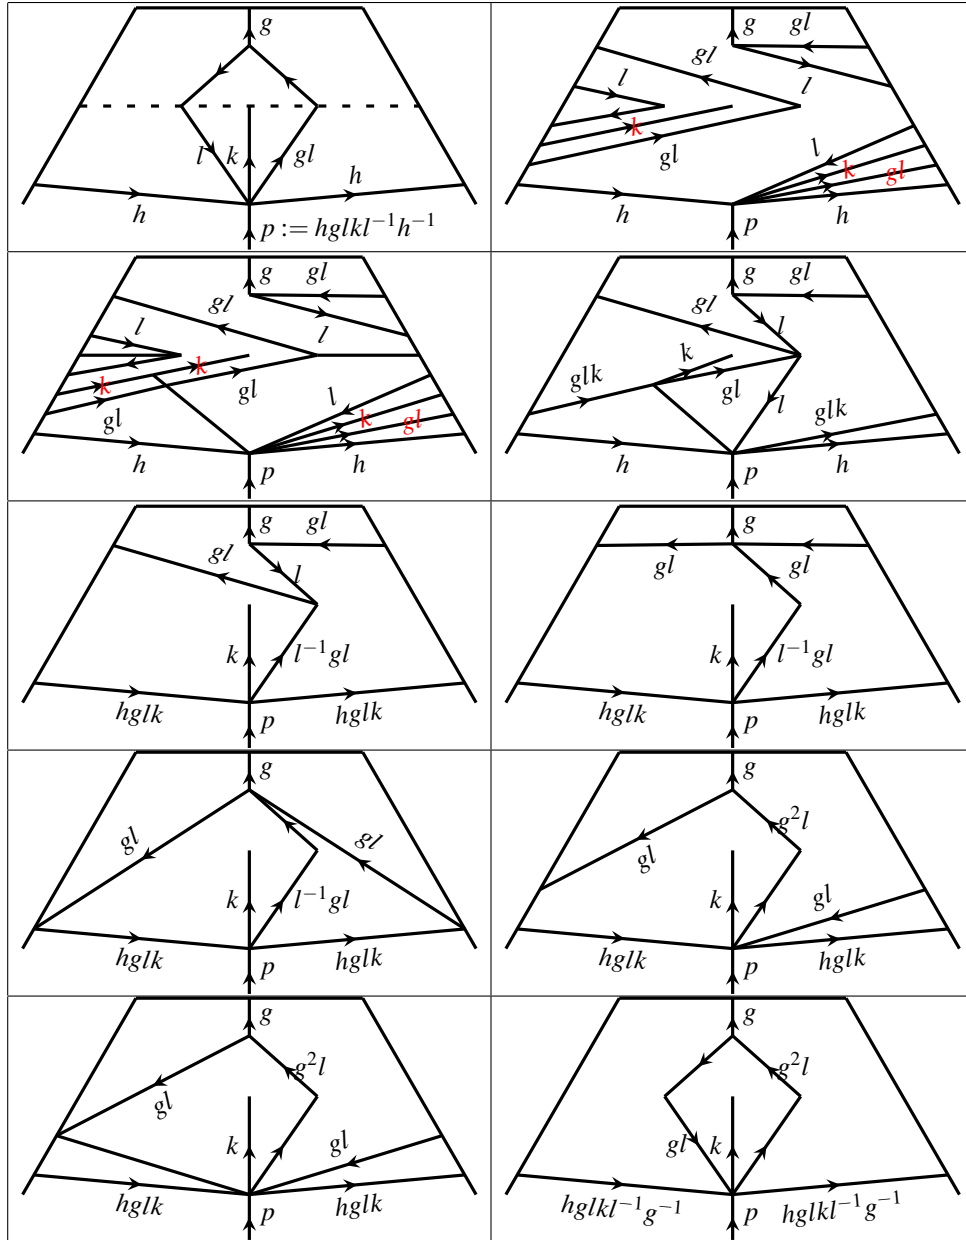 g
l k gl h
h
p := hglkl⁻¹h⁻¹
g gl
gl
l l
k l
gl k gl
h h
p
g gl
gl
l l
k k
gl l
gl k gl
h h
p
g gl
gl
l
k
glk gl
l glk
h h
p
g gl
gl
l
k l⁻¹gl
hglk hglk
p
g
gl gl
k l⁻¹gl
hglk hglk
p
g
gl gl
k l⁻¹gl
hglk hglk
p
g
g²l
gl
k gl
hglk hglk
p
g
g²l
gl
k gl
hglk hglk
p
g
g²l
gl k
hglkl⁻¹g⁻¹ hglkl⁻¹g⁻¹
p